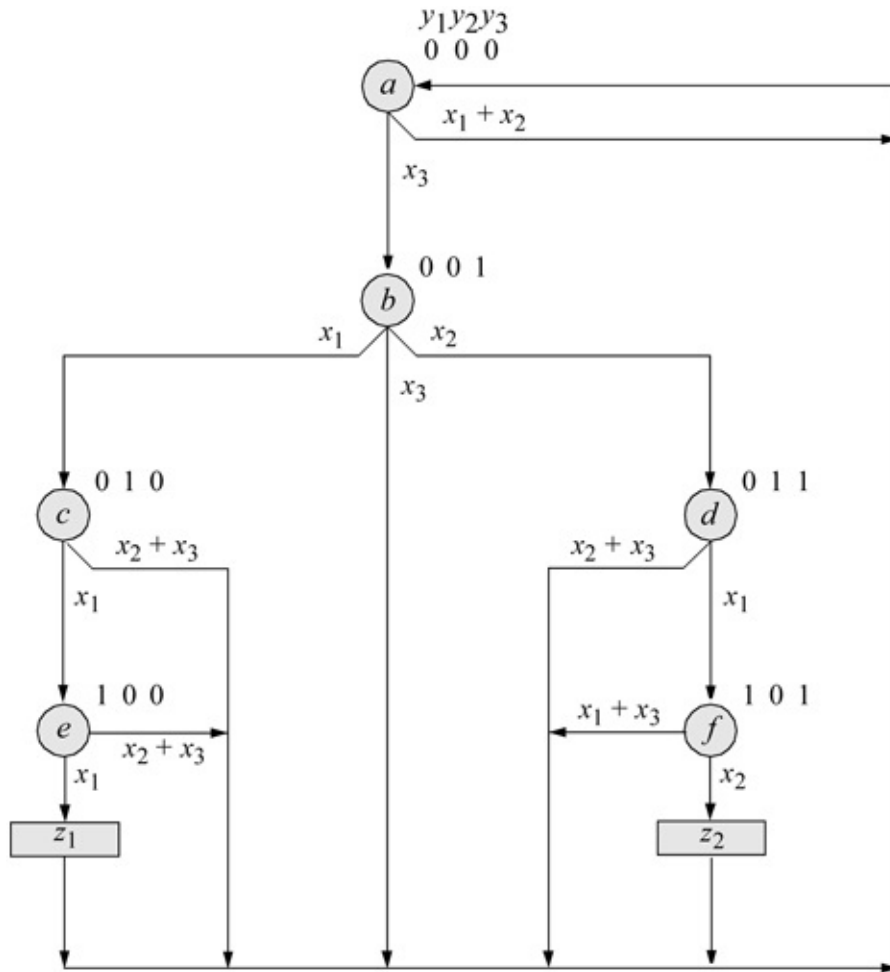 y₁y₂y₃
0 0 0
a
x₁ + x₂
x₃
0 0 1
b
x₁
x₂
x₃
0 1 0
0 1 1
c
d
x₂ + x₃
x₂ + x₃
x₁
x₁
1 0 0
1 0 1
e
x₂ + x₃
x₁ + x₃
f
x₁
x₂
z₁
z₂